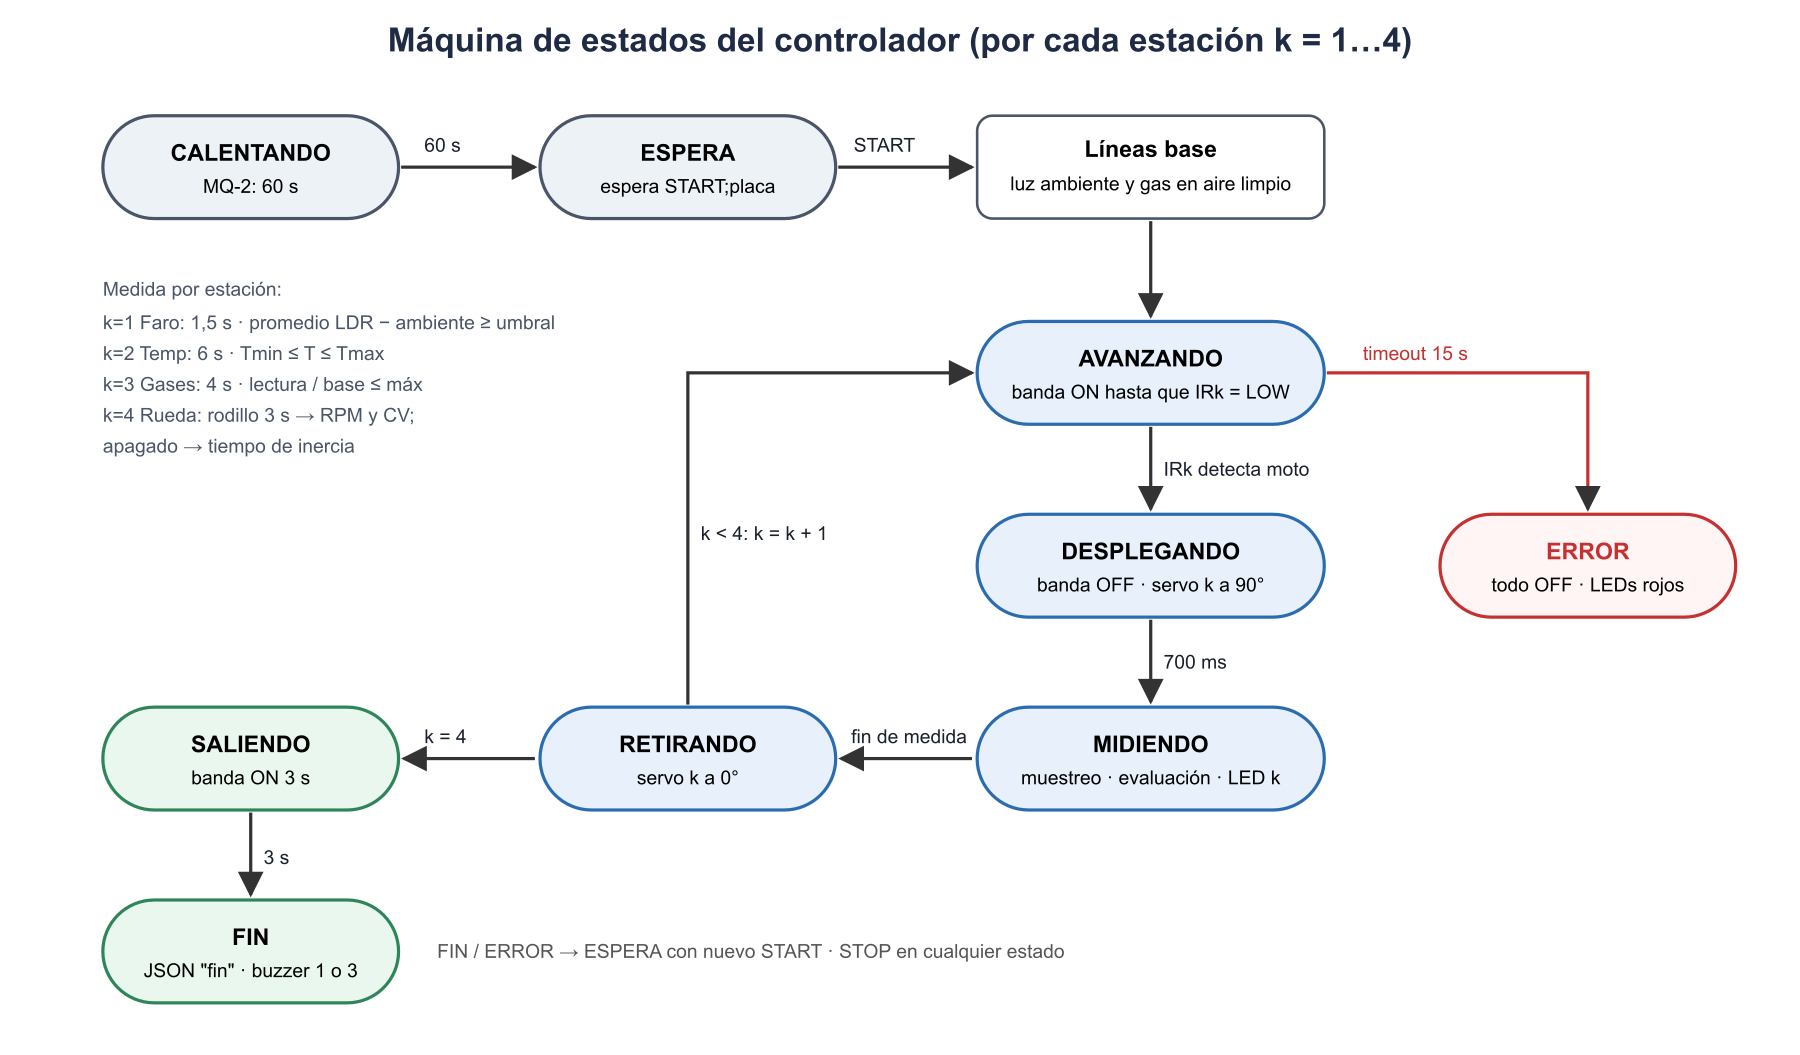 Máquina de estados del controlador (por cada estación k = 1…4)
CALENTANDO
MQ-2: 60 s
60 s
ESPERA
espera START;placa
START
Líneas base
luz ambiente y gas en aire limpio
Medida por estación:
k=1 Faro: 1,5 s · promedio LDR − ambiente ≥ umbral
k=2 Temp: 6 s · Tmin ≤ T ≤ Tmax
k=3 Gases: 4 s · lectura / base ≤ máx
k=4 Rueda: rodillo 3 s → RPM y CV;
apagado → tiempo de inercia
AVANZANDO
banda ON hasta que IRk = LOW
timeout 15 s
IRk detecta moto
k < 4: k = k + 1
DESPLEGANDO
banda OFF · servo k a 90°
ERROR
todo OFF · LEDs rojos
700 ms
SALIENDO
banda ON 3 s
k = 4
RETIRANDO
servo k a 0°
fin de medida
MIDIENDO
muestreo · evaluación · LED k
3 s
FIN
JSON "fin" · buzzer 1 o 3
FIN / ERROR → ESPERA con nuevo START · STOP en cualquier estado